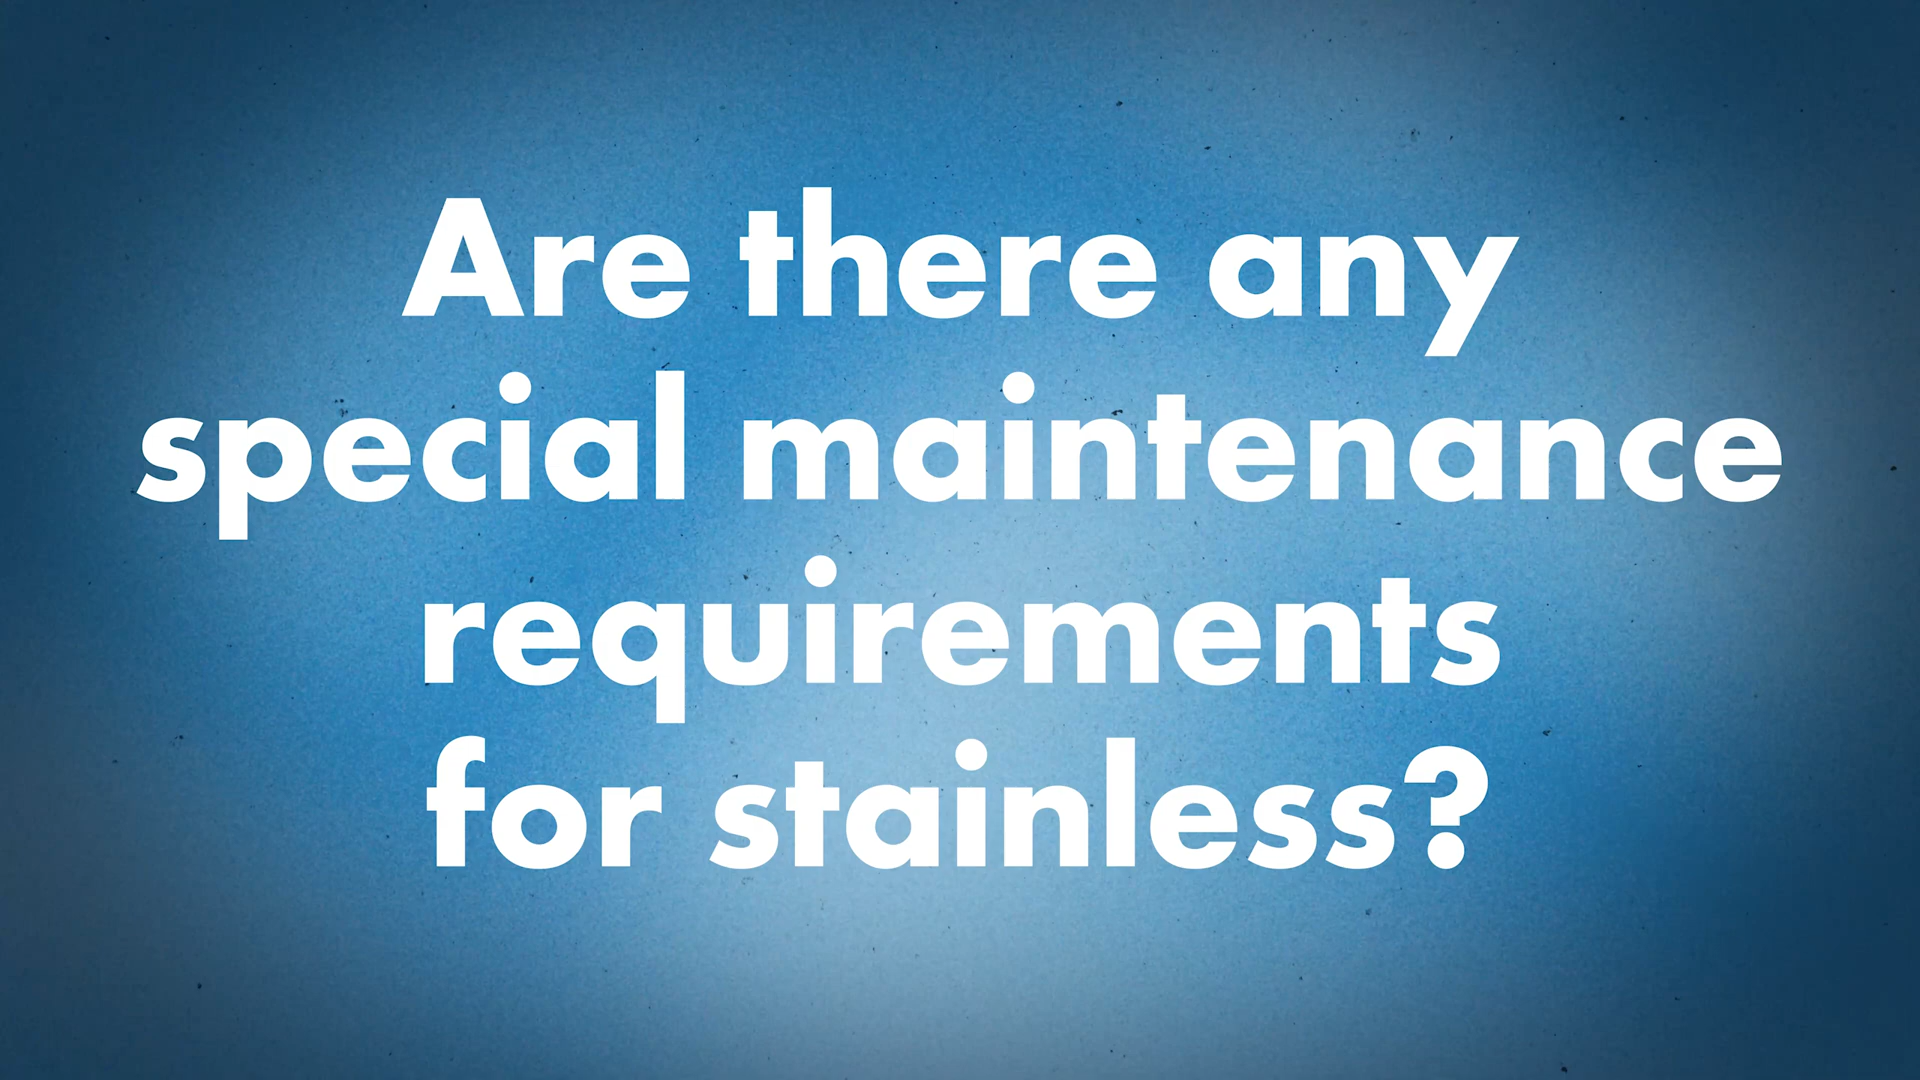 Are there any
special maintenance
requirements
for stainless?